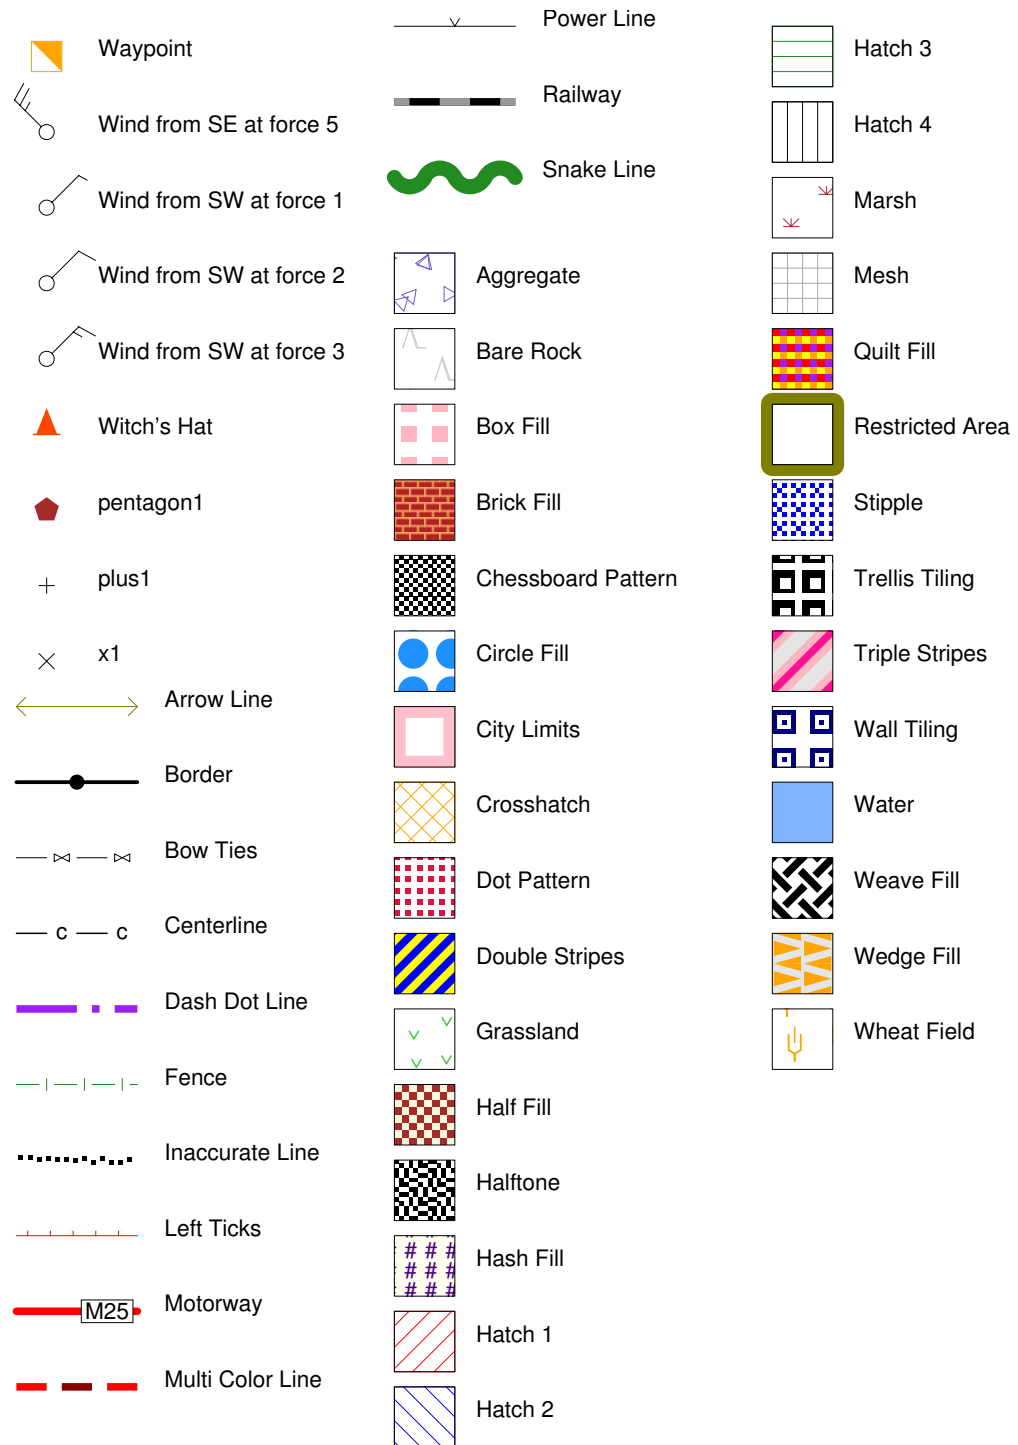 Waypoint
Wind from SE at force 5
Wind from SW at force 1
Wind from SW at force 2
Wind from SW at force 3
Witch's Hat
pentagon1
plus1
x1
Arrow Line
Border
Bow Ties
C C Centerline
Dash Dot Line
Fence
Inaccurate Line
Left Ticks
M25 Motorway
Multi Color Line
Power Line
Railway
Snake Line
Aggregate
Bare Rock
Box Fill
Brick Fill
Chessboard Pattern
Circle Fill
City Limits
Crosshatch
Dot Pattern
Double Stripes
Grassland
Half Fill
Halftone
Hash Fill
Hatch 1
Hatch 2
Hatch 3
Hatch 4
Marsh
Mesh
Quilt Fill
Restricted Area
Stipple
Trellis Tiling
Triple Stripes
Wall Tiling
Water
Weave Fill
Wedge Fill
Wheat Field